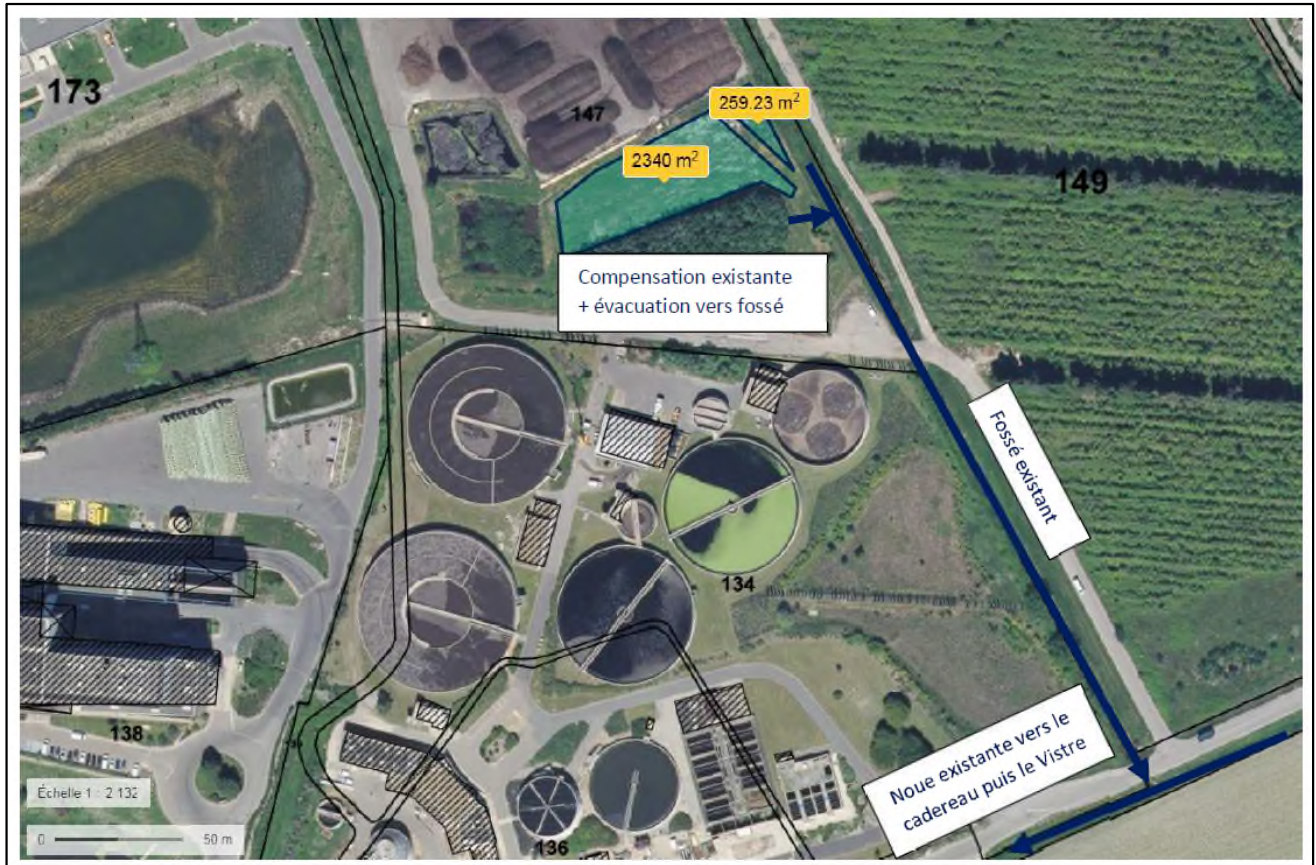 173
147
259.23 m²
2340 m²
149
Compensation existante
+ évacuation vers fossé
Fossé existant
134
Noue existante vers le
cadereau puis le Vistre
138
Échelle 1 : 2 132
0
50 m
136